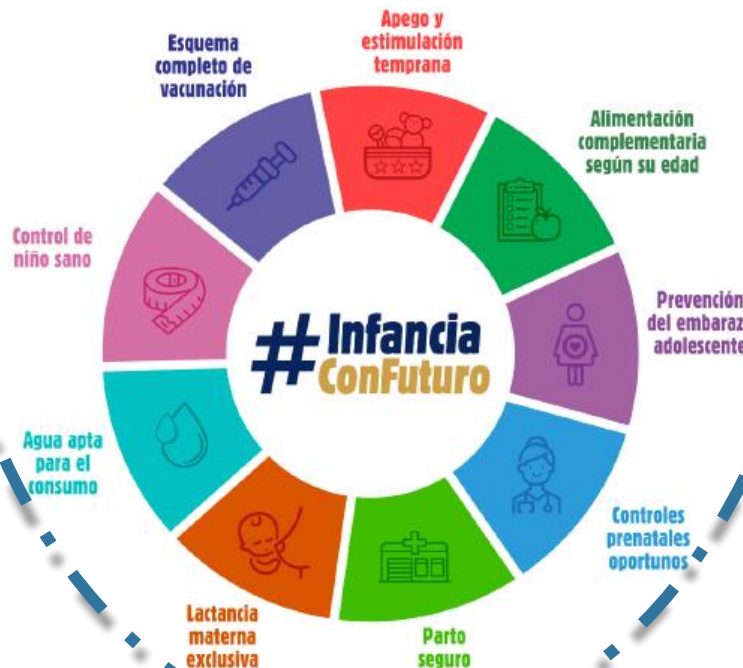 Apego y
estimulación
temprana
Esquema
completo de
vacunación
Alimentación
complementaria
según su edad
Control de
niño sano
Prevención
del embaraz
adolescente
#Infancia
ConFuturo
Agua apta
para el
consumo
Controles
prenatales
oportunos
Lactancia
materna
exclusiva
Parto
seguro